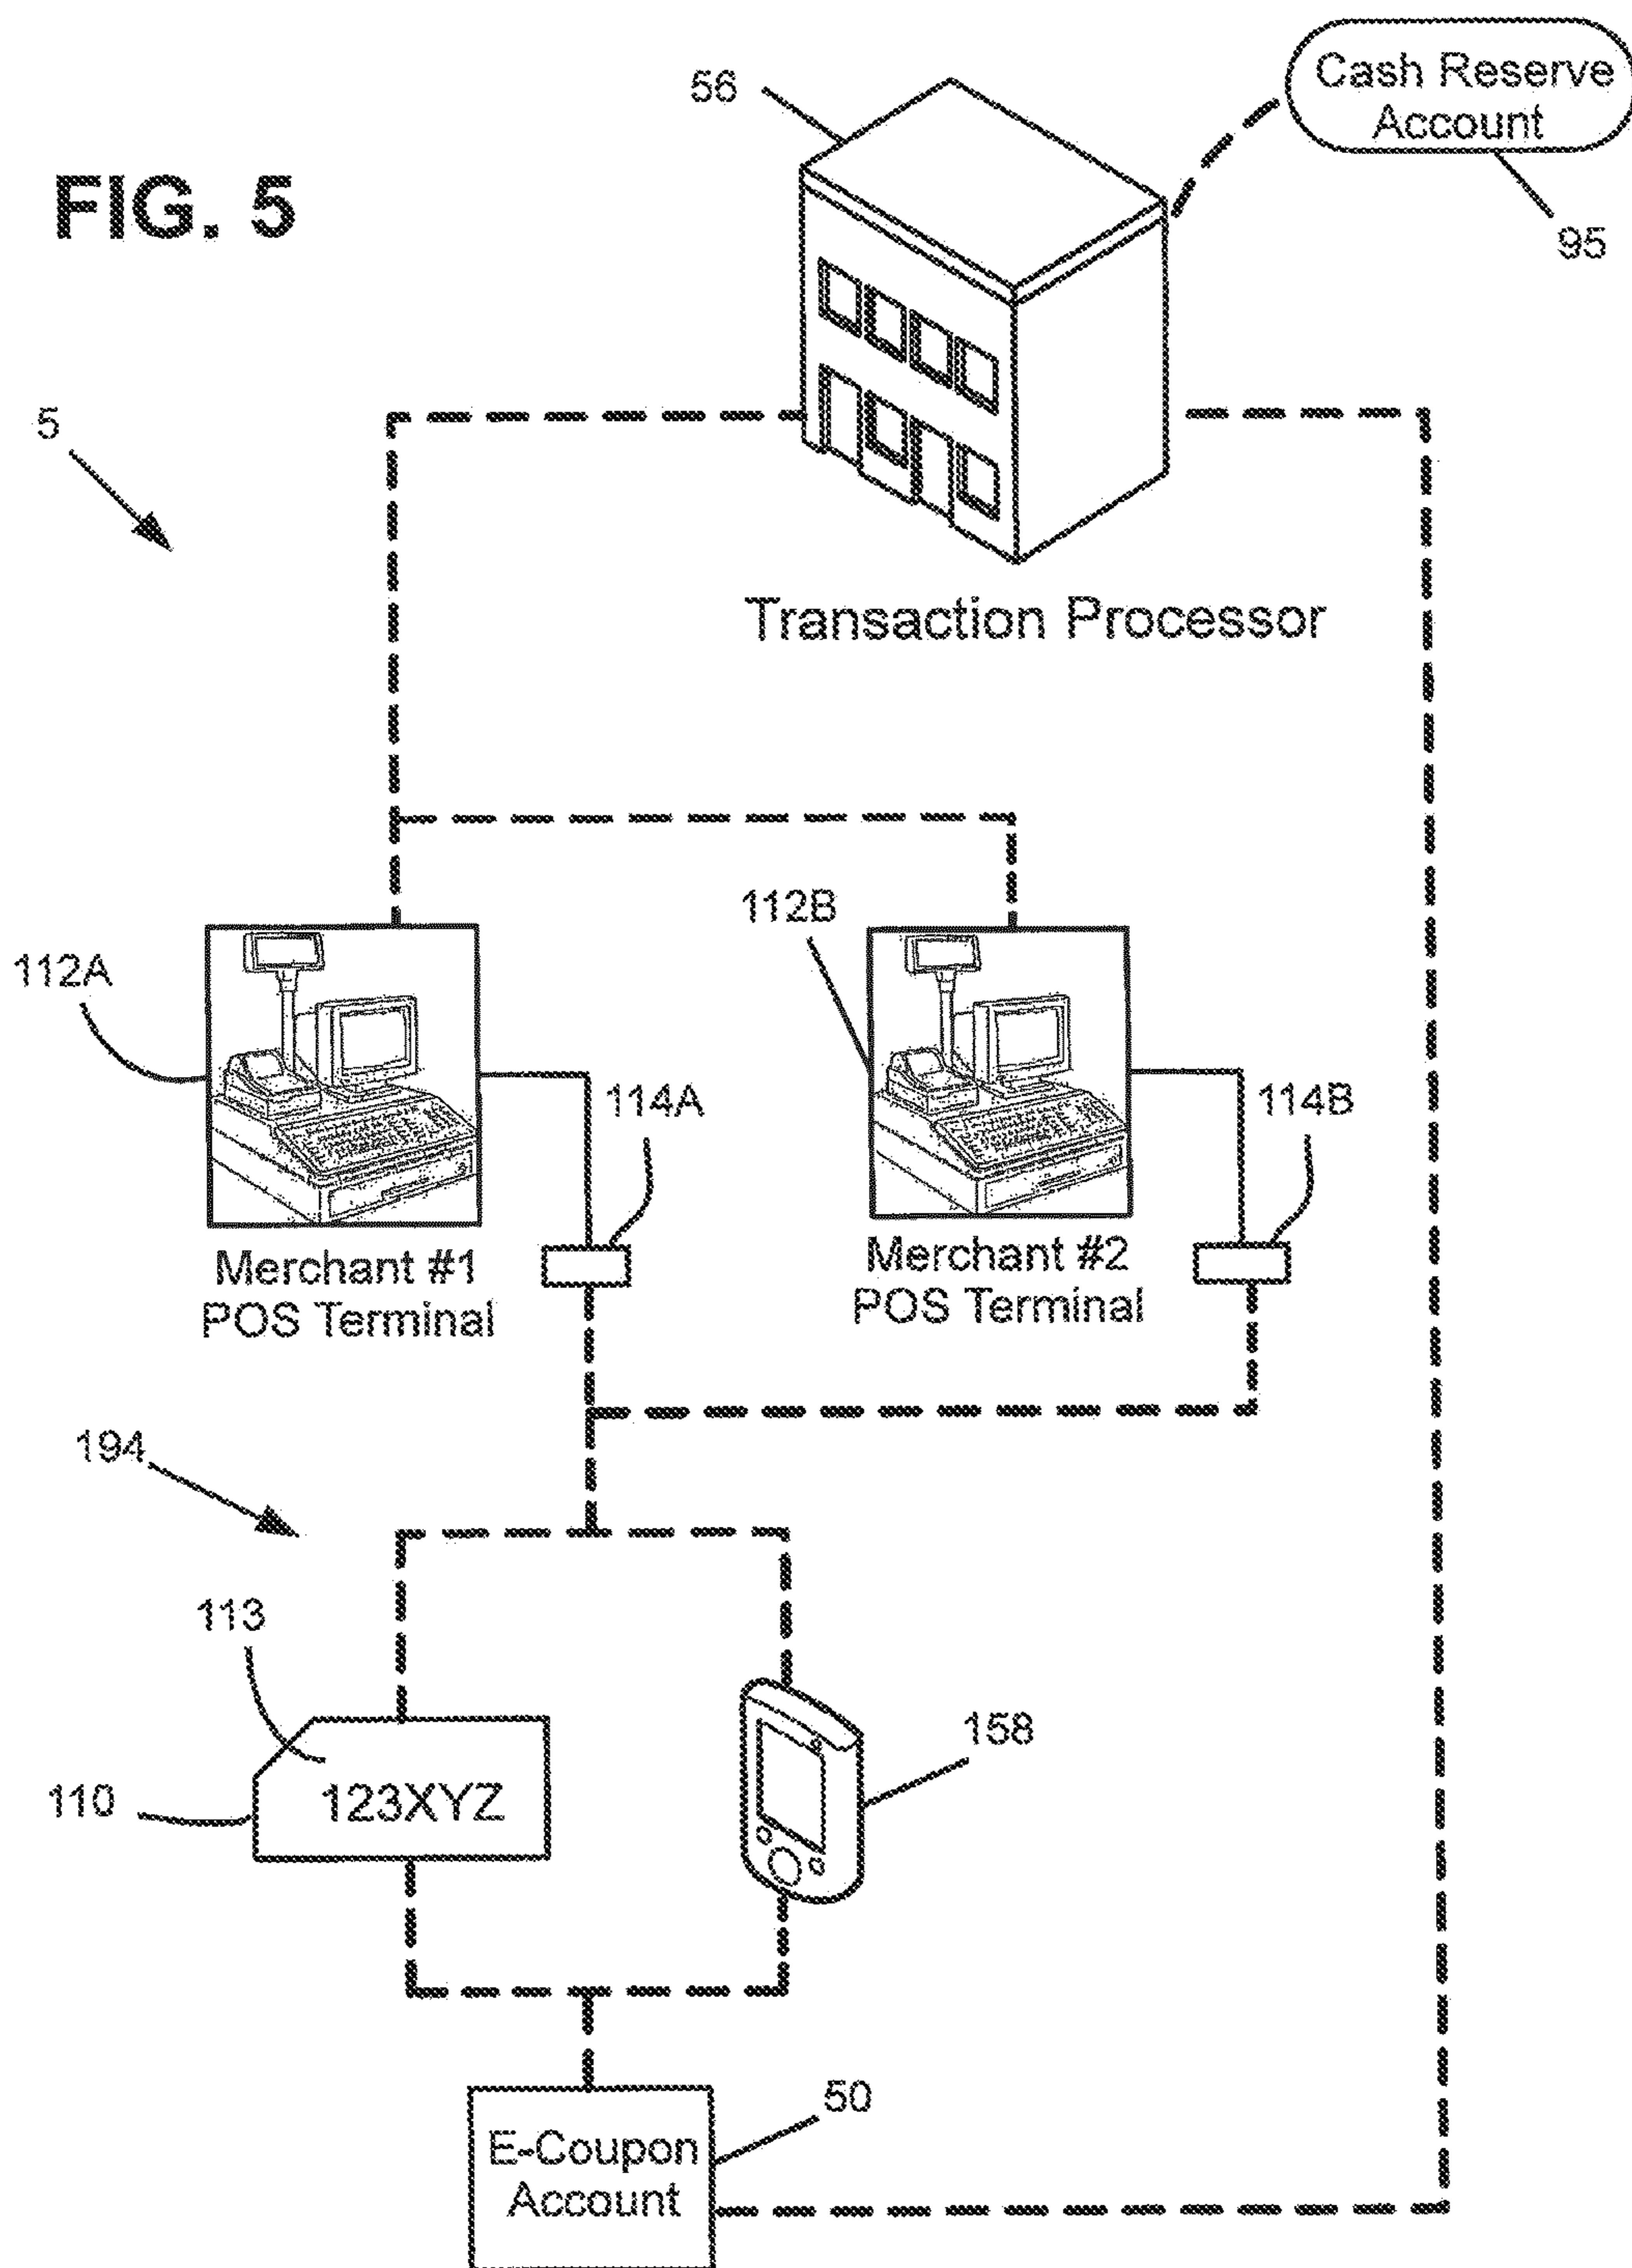 Cash Reserve
Account
56
FIG. 5
95
5
Transaction Processor
112B
112A
114A
114B
Merchant #1
POS Terminal
Merchant #2
POS Terminal
194
113
158
110
123XYZ
50
E-Coupon
Account